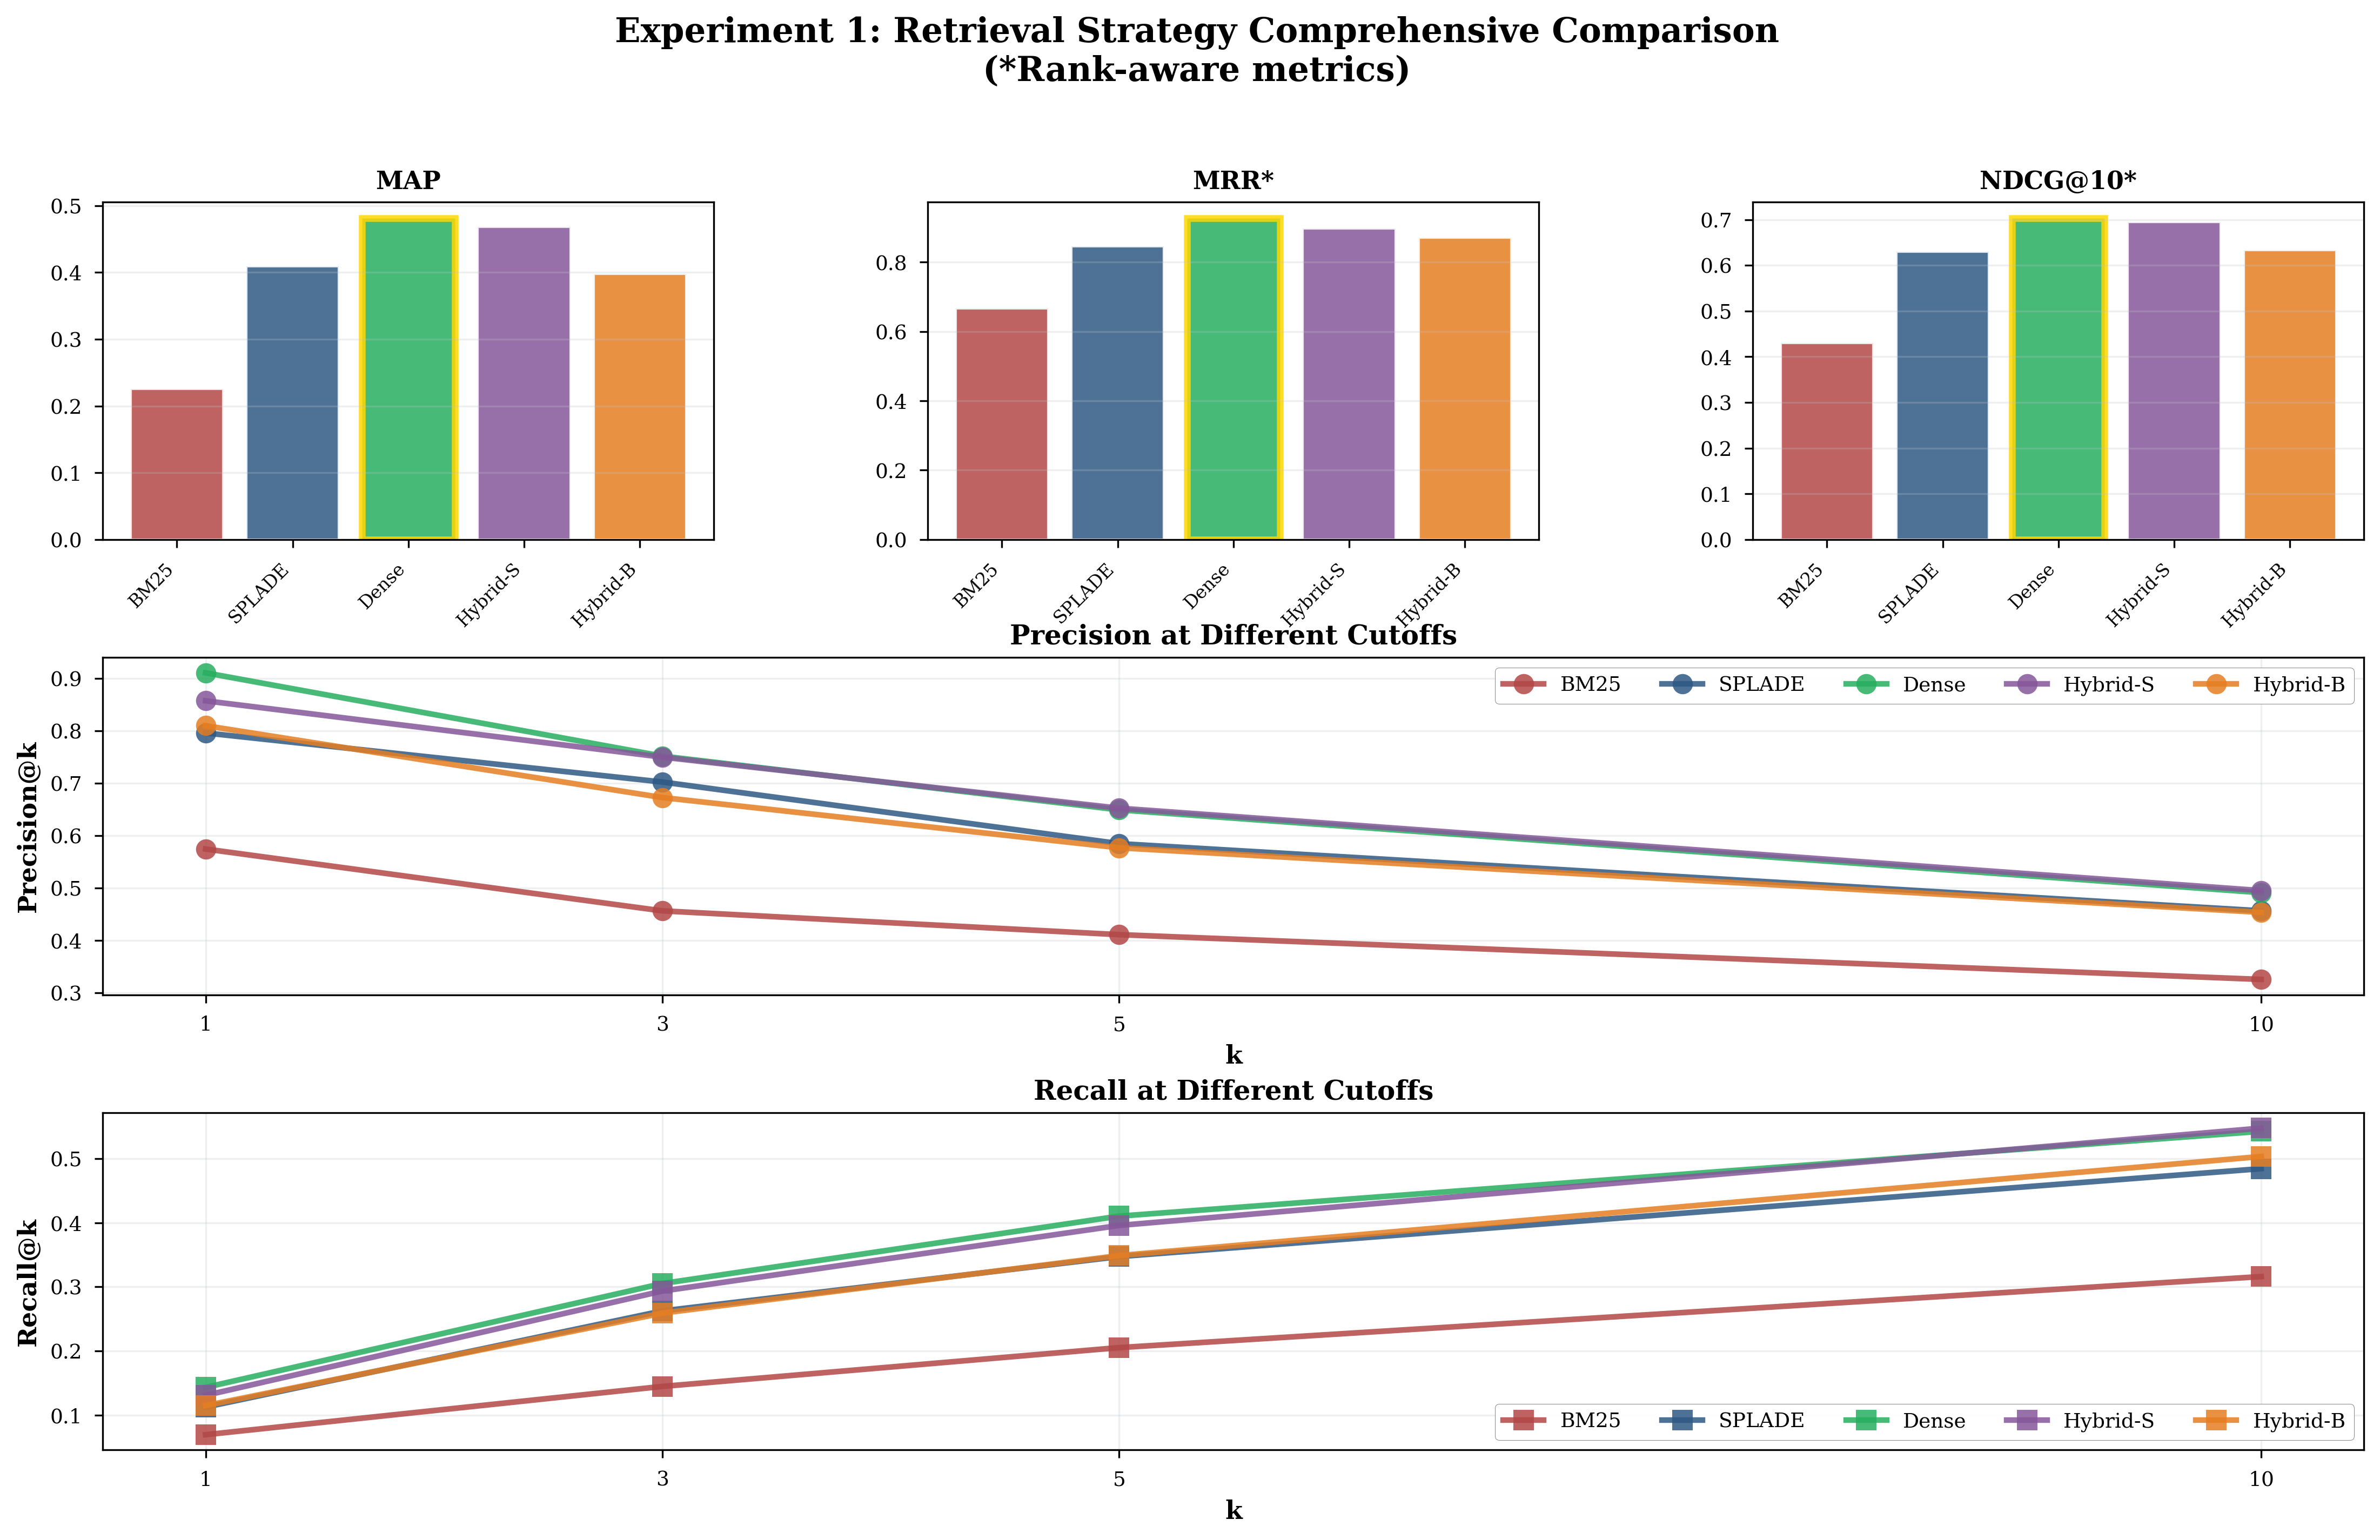 Experiment 1: Retrieval Strategy Comprehensive Comparison
(*Rank-aware metrics)
MAP
0.5
0.4
0.3
0.2
0.1
0.0
BM25
SPLADE
Dense
Hybrid-S
Hybrid-B
MRR*
0.8
0.6
0.4
0.2
0.0
BM25
SPLADE
Dense
Hybrid-S
Hybrid-B
NDCG@10*
0.7
0.6
0.5
0.4
0.3
0.2
0.1
0.0
BM25
SPLADE
Dense
Hybrid-S
Hybrid-B
Precision at Different Cutoffs
Precision@k
0.9
0.8
0.7
0.6
0.5
0.4
0.3
BM25 SPLADE Dense Hybrid-S Hybrid-B
1 3 5 10
k
Recall at Different Cutoffs
Recall@k
0.5
0.4
0.3
0.2
0.1
BM25 SPLADE Dense Hybrid-S Hybrid-B
1 3 5 10
k